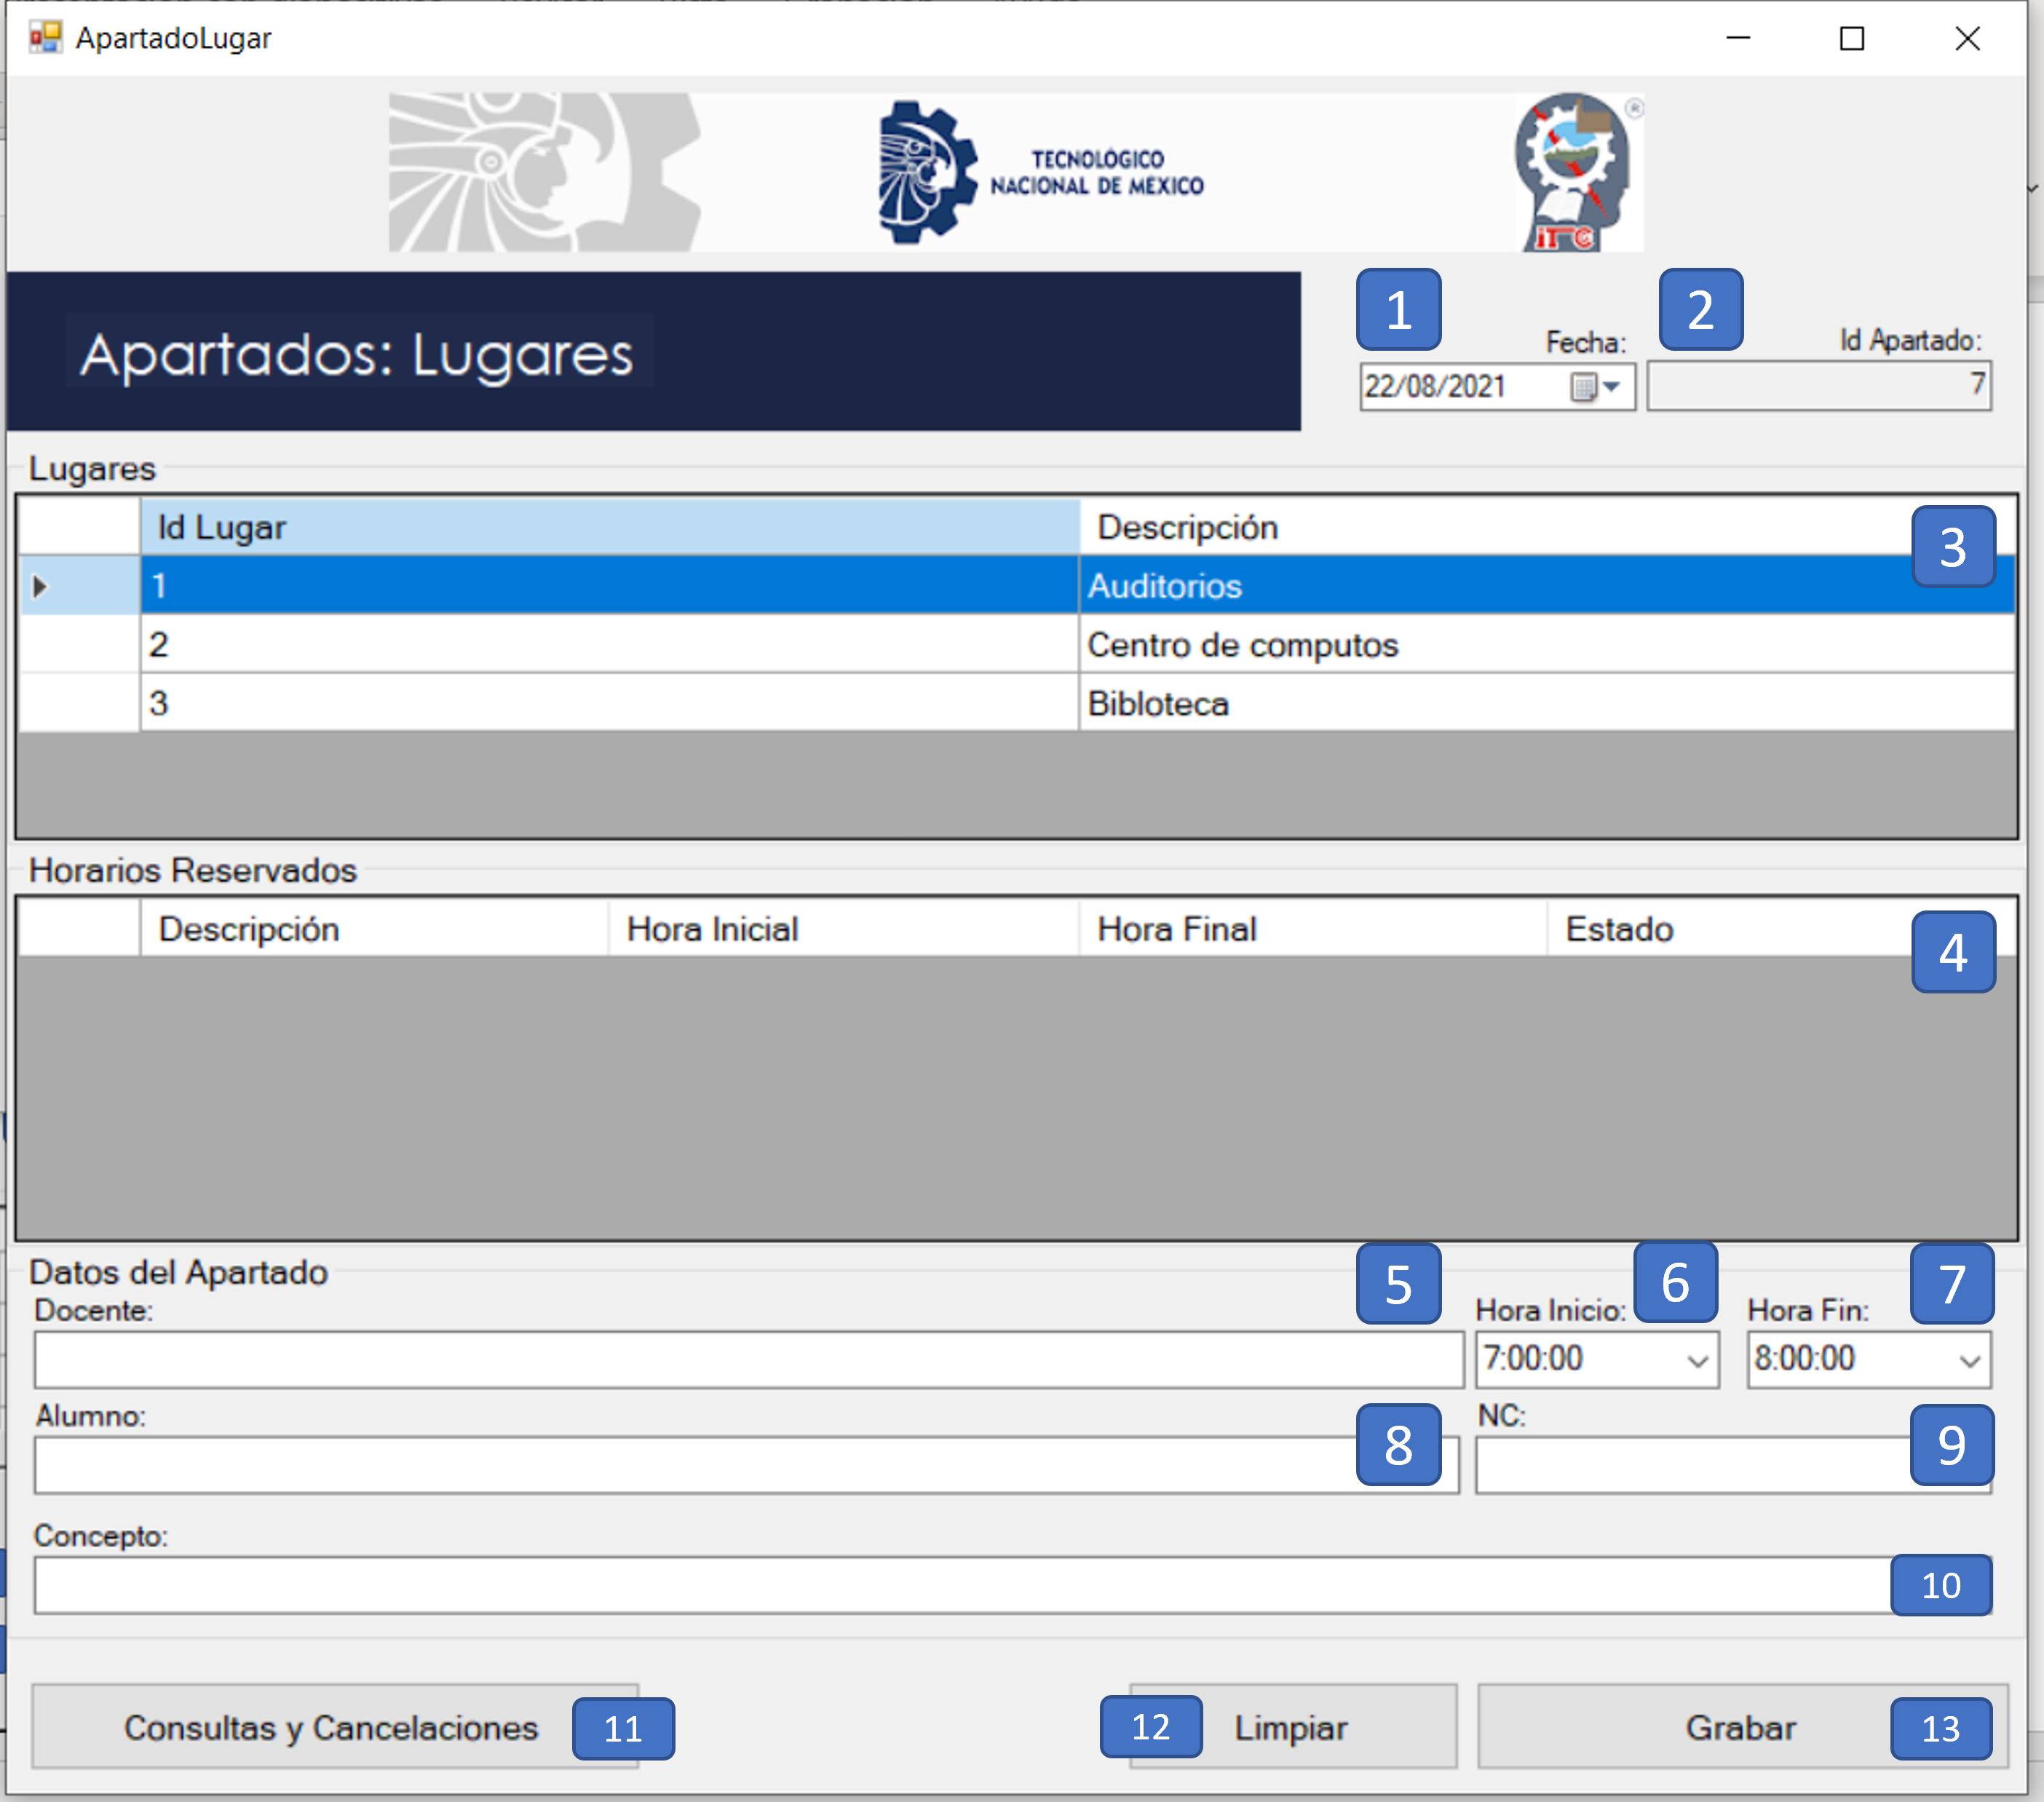 ApartadoLugar
TECNOLÓGICO
NACIONAL DE MÉXICO
®
iTC
Apartados: Lugares
1
Fecha:
2
Id Apartado:
22/08/2021
7
Lugares
Id Lugar Descripción
3
1 Auditorios
2 Centro de computos
3 Bibloteca
Horarios Reservados
Descripción Hora Inicial Hora Final Estado
4
Datos del Apartado
5
Docente:
Hora Inicio:
6
Hora Fin:
7
7:00:00
8:00:00
Alumno:
8
NC:
9
Concepto:
10
Consultas y Cancelaciones
11
12
Limpiar
Grabar
13